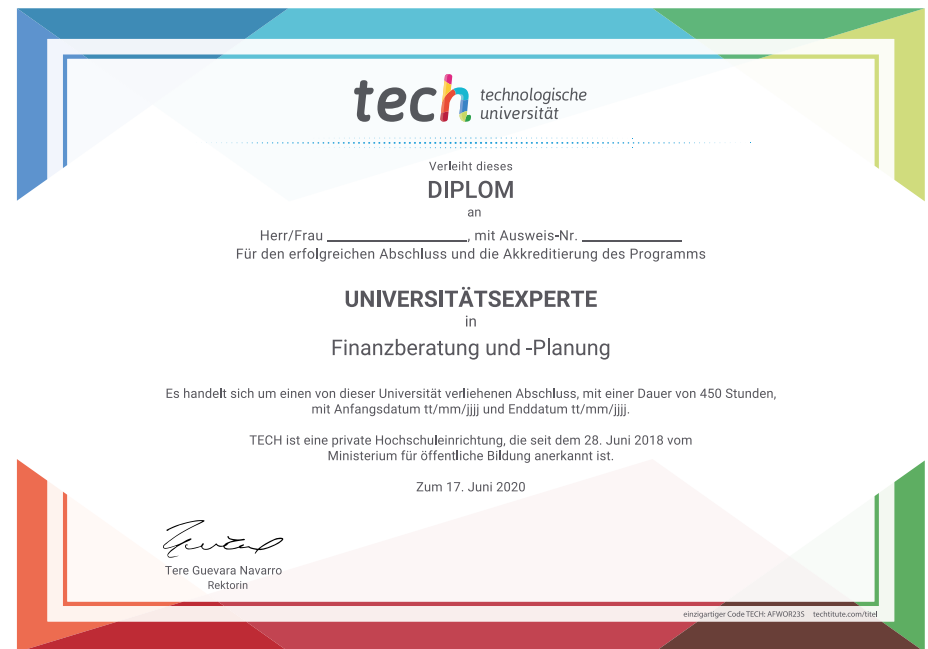 tech technologische
universität
Verleiht dieses
DIPLOM
an
Herr/Frau ____________________, mit Ausweis-Nr. ______________
Für den erfolgreichen Abschluss und die Akkreditierung des Programms
UNIVERSITÄTSEXPERTE
in
Finanzberatung und -Planung
Es handelt sich um einen von dieser Universität verliehenen Abschluss, mit einer Dauer von 450 Stunden,
mit Anfangsdatum tt/mm/jjjj und Enddatum tt/mm/jjjj.
TECH ist eine private Hochschuleinrichtung, die seit dem 28. Juni 2018 vom
Ministerium für öffentliche Bildung anerkannt ist.
Zum 17. Juni 2020
Tere Guevara Navarro
Rektorin
einzigartiger Code TECH: AFWOR23S techtitute.com/titel